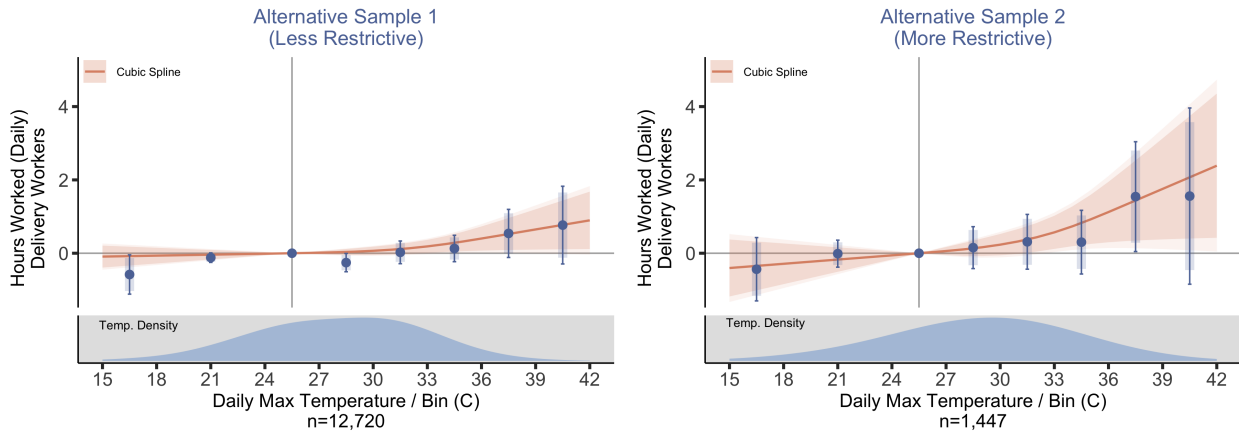 Alternative Sample 1
(Less Restrictive)
Cubic Spline
Hours Worked (Daily)
Delivery Workers
4
2
0
Temp. Density
15 18 21 24 27 30 33 36 39 42
Daily Max Temperature / Bin (C)
n=12,720
Alternative Sample 2
(More Restrictive)
Cubic Spline
Hours Worked (Daily)
Delivery Workers
4
2
0
Temp. Density
15 18 21 24 27 30 33 36 39 42
Daily Max Temperature / Bin (C)
n=1,447